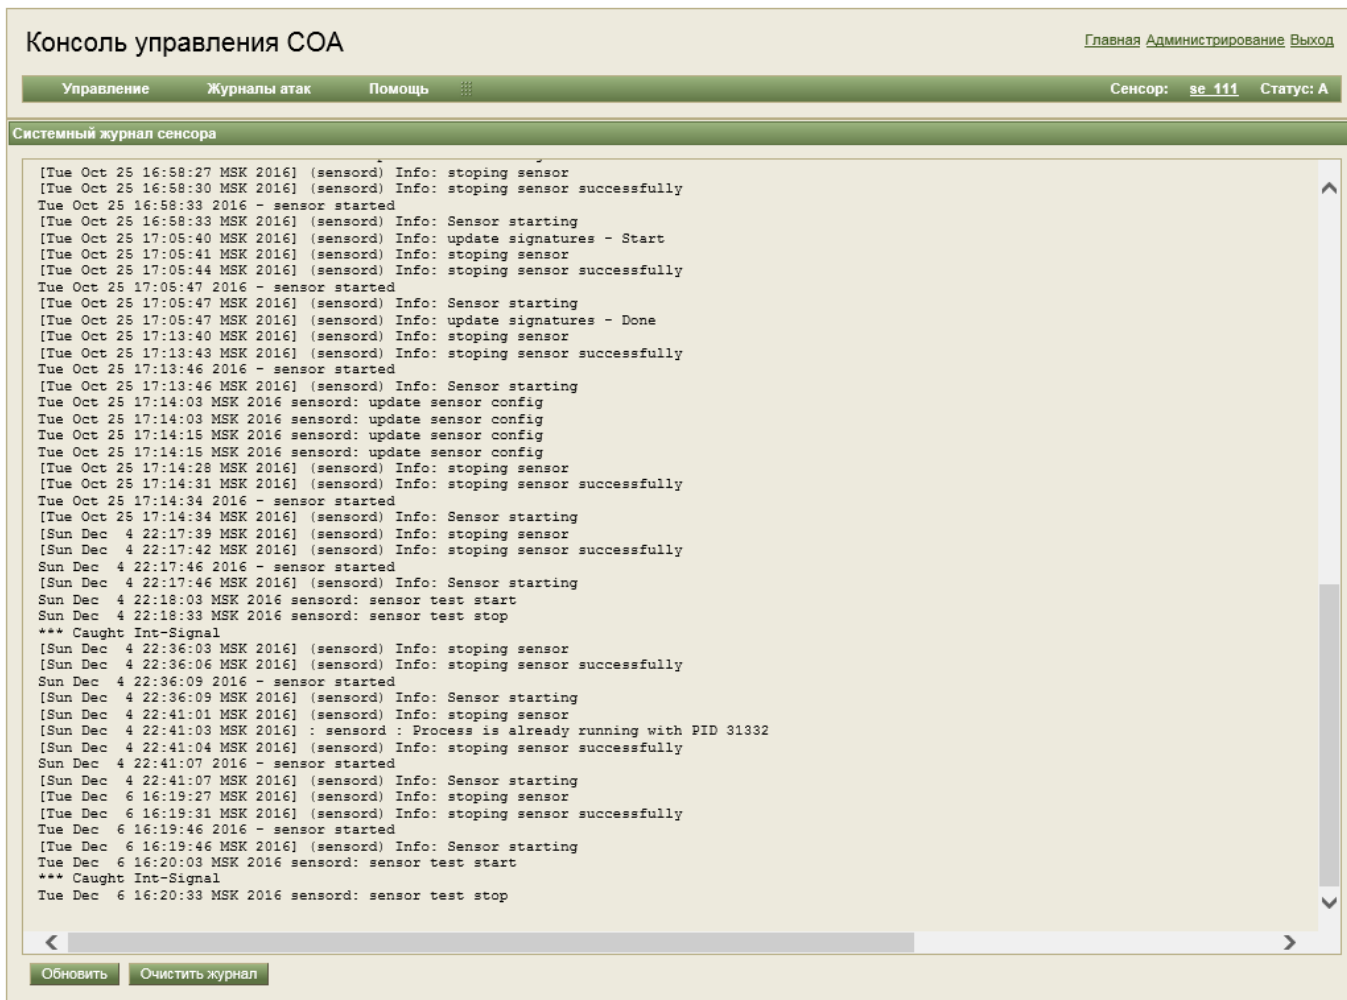 Консоль управления СОА
Главная Администрирование Выход
Управление Журналы атак Помощь Сенсор: se_111 Статус: А
Системный журнал сенсора
[Tue Oct 25 16:58:27 MSK 2016] (sensord) Info: stoping sensor
[Tue Oct 25 16:58:30 MSK 2016] (sensord) Info: stoping sensor successfully
Tue Oct 25 16:58:33 2016 - sensor started
[Tue Oct 25 16:58:33 MSK 2016] (sensord) Info: Sensor starting
[Tue Oct 25 17:05:40 MSK 2016] (sensord) Info: update signatures - Start
[Tue Oct 25 17:05:41 MSK 2016] (sensord) Info: stoping sensor
[Tue Oct 25 17:05:44 MSK 2016] (sensord) Info: stoping sensor successfully
Tue Oct 25 17:05:47 2016 - sensor started
[Tue Oct 25 17:05:47 MSK 2016] (sensord) Info: Sensor starting
[Tue Oct 25 17:05:47 MSK 2016] (sensord) Info: update signatures - Done
[Tue Oct 25 17:13:40 MSK 2016] (sensord) Info: stoping sensor
[Tue Oct 25 17:13:43 MSK 2016] (sensord) Info: stoping sensor successfully
Tue Oct 25 17:13:46 2016 - sensor started
[Tue Oct 25 17:13:46 MSK 2016] (sensord) Info: Sensor starting
Tue Oct 25 17:14:03 MSK 2016 sensord: update sensor config
Tue Oct 25 17:14:03 MSK 2016 sensord: update sensor config
Tue Oct 25 17:14:15 MSK 2016 sensord: update sensor config
Tue Oct 25 17:14:15 MSK 2016 sensord: update sensor config
[Tue Oct 25 17:14:28 MSK 2016] (sensord) Info: stoping sensor
[Tue Oct 25 17:14:31 MSK 2016] (sensord) Info: stoping sensor successfully
Tue Oct 25 17:14:34 2016 - sensor started
[Tue Oct 25 17:14:34 MSK 2016] (sensord) Info: Sensor starting
[Sun Dec  4 22:17:39 MSK 2016] (sensord) Info: stoping sensor
[Sun Dec  4 22:17:42 MSK 2016] (sensord) Info: stoping sensor successfully
Sun Dec  4 22:17:46 2016 - sensor started
[Sun Dec  4 22:17:46 MSK 2016] (sensord) Info: Sensor starting
Sun Dec  4 22:18:03 MSK 2016 sensord: sensor test start
Sun Dec  4 22:18:33 MSK 2016 sensord: sensor test stop
*** Caught Int-Signal
[Sun Dec  4 22:36:03 MSK 2016] (sensord) Info: stoping sensor
[Sun Dec  4 22:36:06 MSK 2016] (sensord) Info: stoping sensor successfully
Sun Dec  4 22:36:09 2016 - sensor started
[Sun Dec  4 22:36:09 MSK 2016] (sensord) Info: Sensor starting
[Sun Dec  4 22:41:01 MSK 2016] (sensord) Info: stoping sensor
[Sun Dec  4 22:41:03 MSK 2016] : sensord : Process is already running with PID 31332
[Sun Dec  4 22:41:04 MSK 2016] (sensord) Info: stoping sensor successfully
Sun Dec  4 22:41:07 2016 - sensor started
[Sun Dec  4 22:41:07 MSK 2016] (sensord) Info: Sensor starting
[Tue Dec  6 16:19:27 MSK 2016] (sensord) Info: stoping sensor
[Tue Dec  6 16:19:31 MSK 2016] (sensord) Info: stoping sensor successfully
Tue Dec  6 16:19:46 2016 - sensor started
[Tue Dec  6 16:19:46 MSK 2016] (sensord) Info: Sensor starting
Tue Dec  6 16:20:03 MSK 2016 sensord: sensor test start
*** Caught Int-Signal
Tue Dec  6 16:20:33 MSK 2016 sensord: sensor test stop
Обновить Очистить журнал